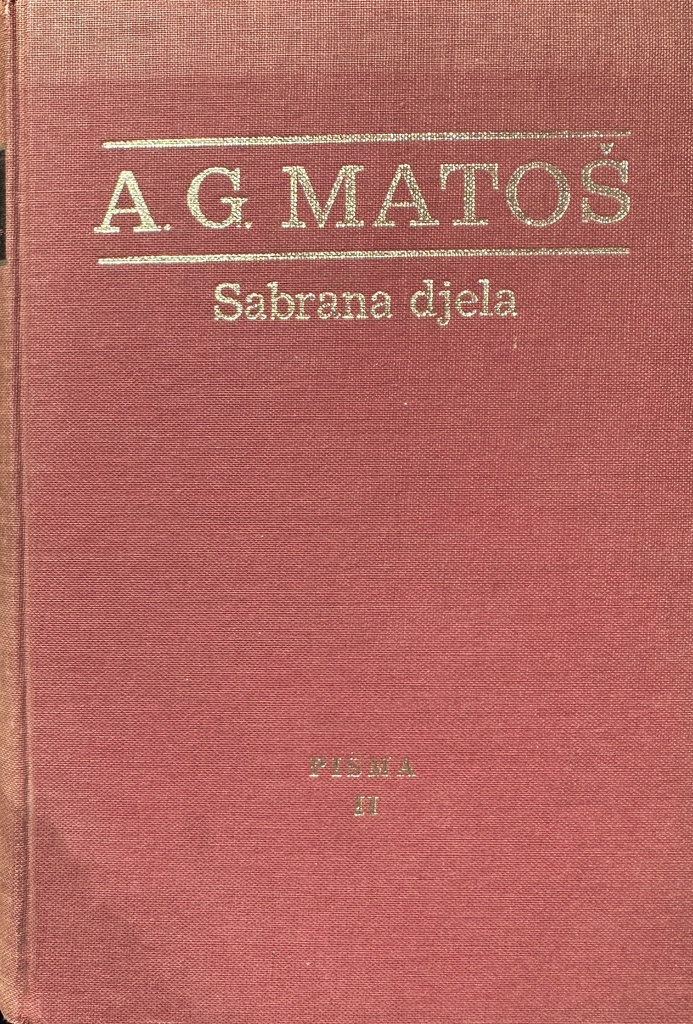 A. G. MATOŠ
Sabrana djela
PISMA
II